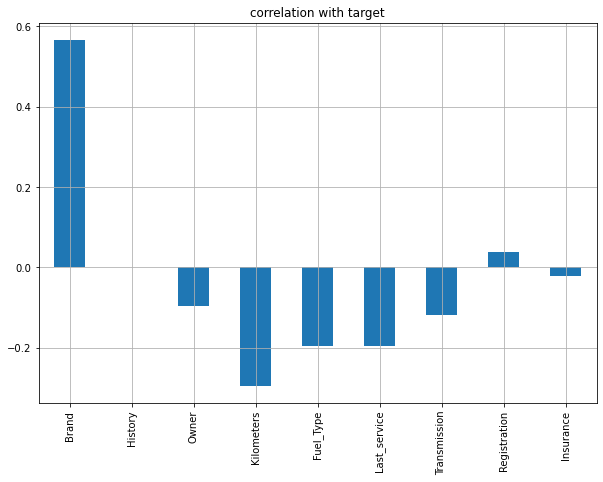 correlation with target
0.6
0.4
0.2
0.0
−0.2
Brand
History
Owner
Kilometers
Fuel_Type
Last_service
Transmission
Registration
Insurance